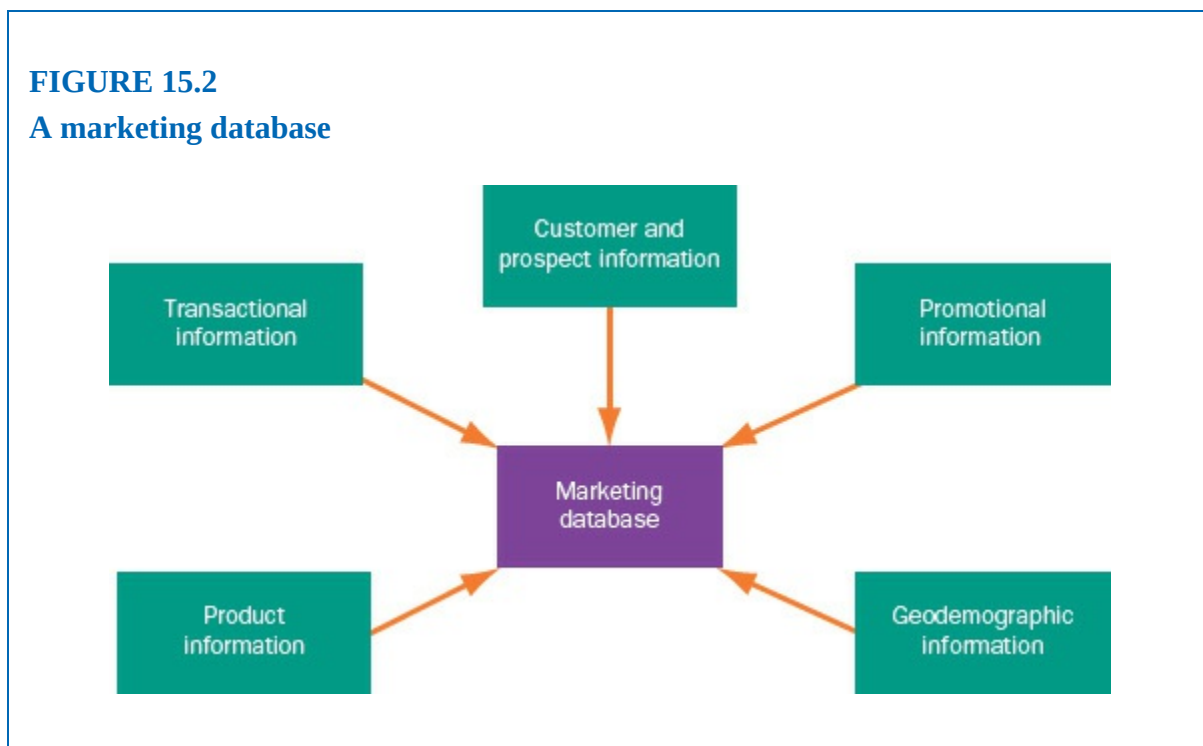 FIGURE 15.2
A marketing database
Customer and
prospect information
Transactional
information
Promotional
information
Marketing
database
Product
information
Geodemographic
information